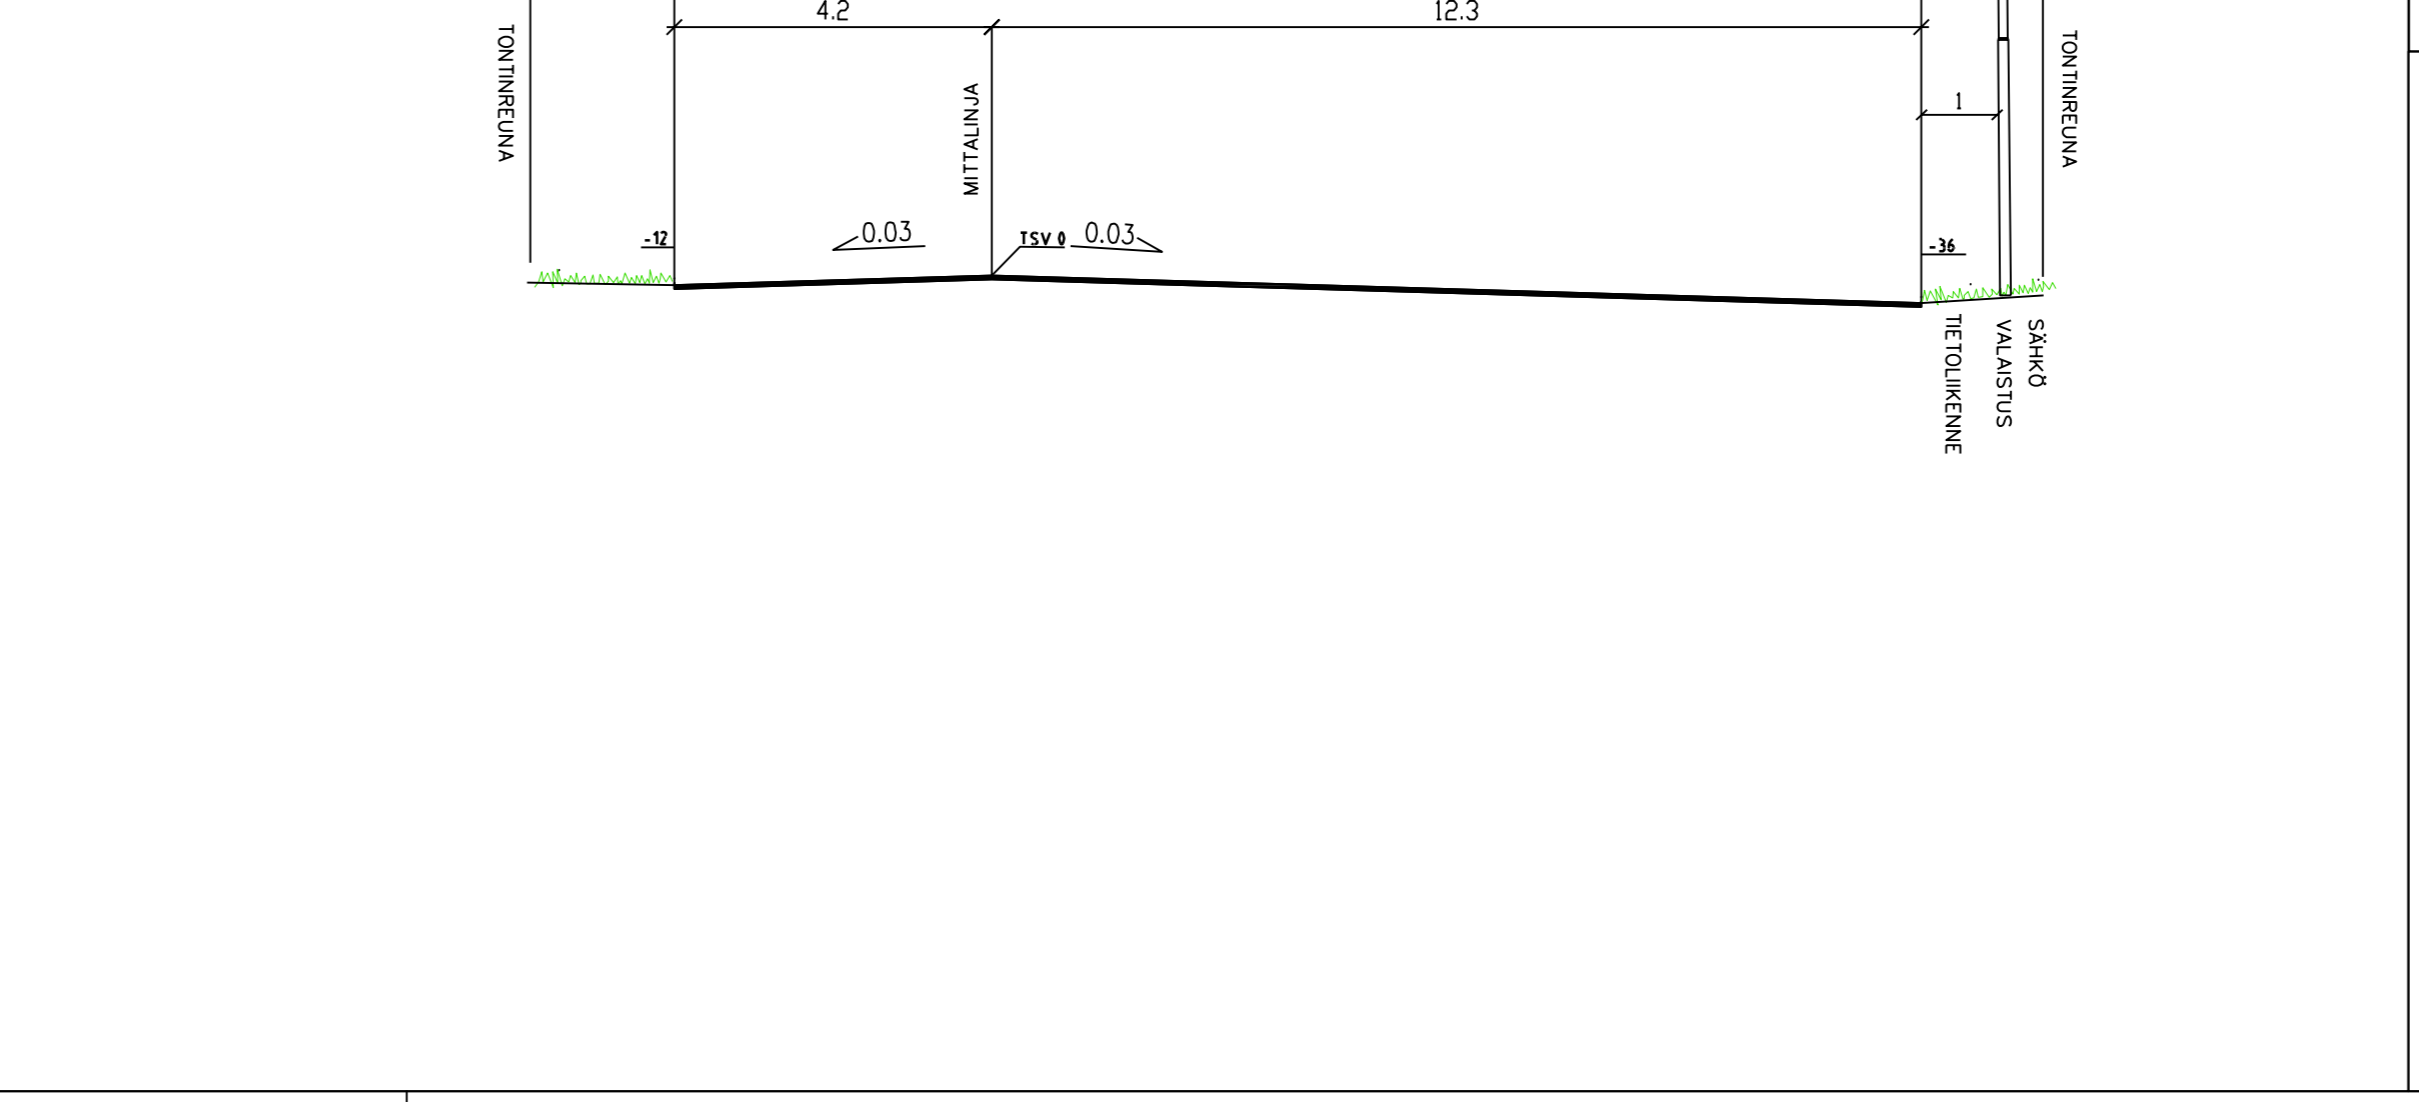 4.2
12.3
TONTINREUNA
MITTALINJA
1
TONTINREUNA
-12
0.03
TSV 0
0.03
-36
TIETOLIIKENNE
VALAISTUS
SÄHKÖ